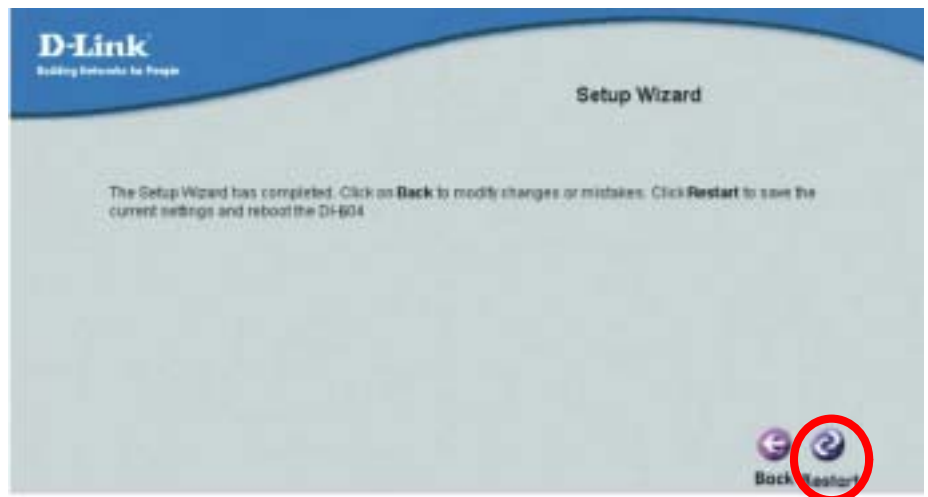 D-Link
Building Networks for People
Setup Wizard
The Setup Wizard has completed. Click on Back to modify changes or mistakes. Click Restart to save the
current settings and reboot the DI-604
Back Restart